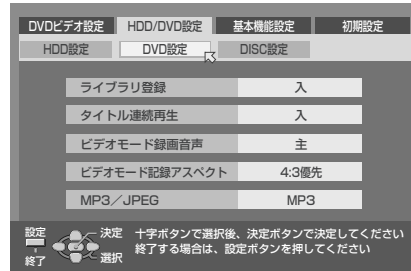 DVDビデオ設定 HDD/DVD設定 基本機能設定 初期設定
HDD設定 DVD設定 DISC設定
ライブラリ登録 入
タイトル連続再生 入
ビデオモード録画音声 主
ビデオモード記録アスペクト 4:3優先
MP3／JPEG MP3
設定 決定 十字ボタンで選択後、決定ボタンで決定してください
終了 選択 終了する場合は、設定ボタンを押してください